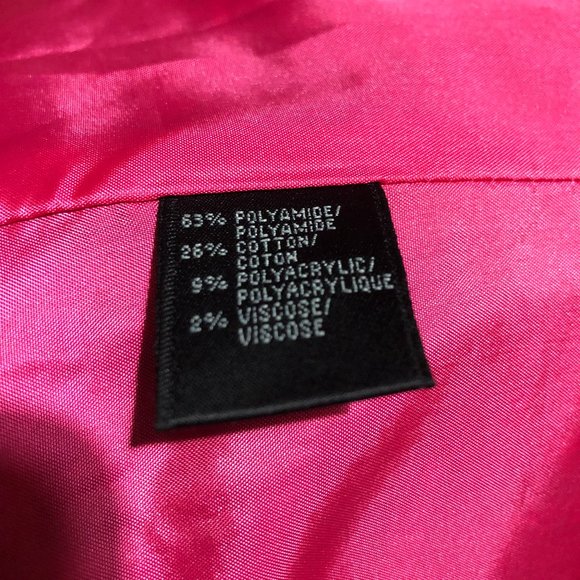 63% POLYAMIDE/
POLYAMIDE
26% COTTON/
COTON
9% POLYACRYLIC/
POLYACRYLIQUE
2% VISCOSE/
VISCOSE